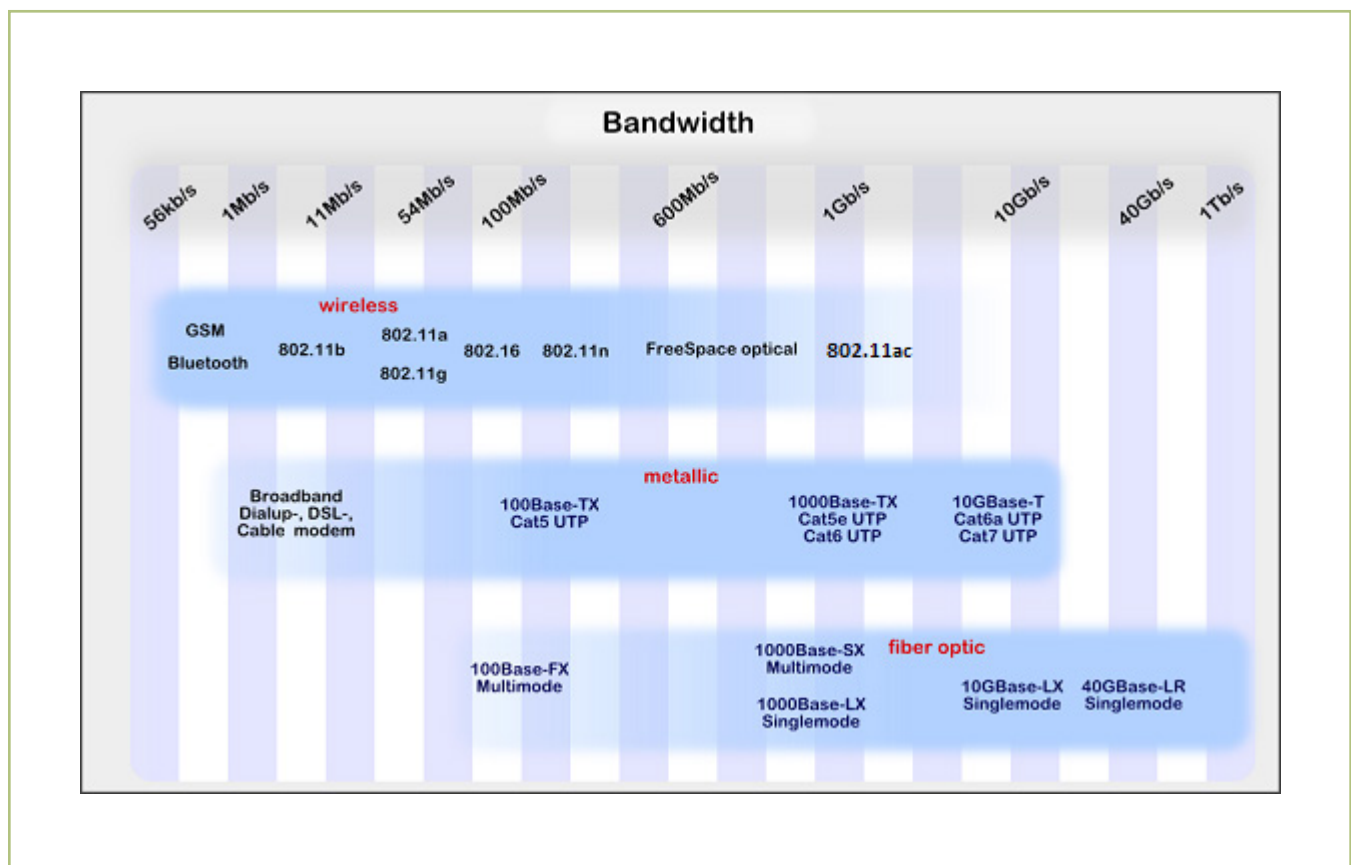 Bandwidth
56kb/s 1Mb/s 11Mb/s 54Mb/s 100Mb/s 600Mb/s 1Gb/s 10Gb/s 40Gb/s 1Tb/s
wireless
GSM
Bluetooth
802.11b
802.11a
802.11g
802.16
802.11n
FreeSpace optical
802.11ac
metallic
Broadband
Dialup-, DSL-,
Cable modem
100Base-TX
Cat5 UTP
1000Base-TX
Cat5e UTP
Cat6 UTP
10GBase-T
Cat6a UTP
Cat7 UTP
fiber optic
100Base-FX
Multimode
1000Base-SX
Multimode
1000Base-LX
Singlemode
10GBase-LX
Singlemode
40GBase-LR
Singlemode